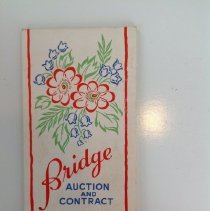 Bridge
AUCTION
AND
CONTRACT